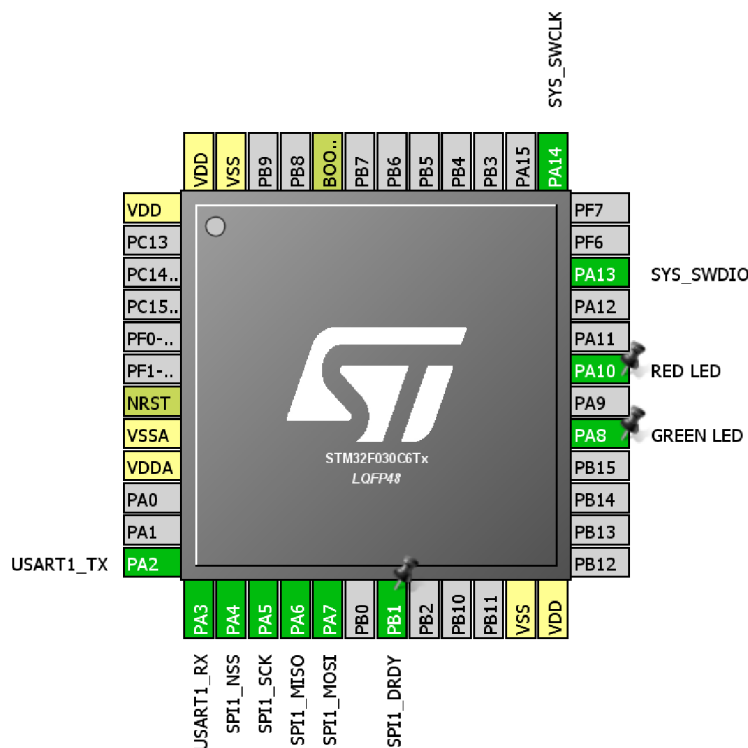 SYS_SWCLK
VDD
VSS
PB9
PB8
BOO..
PB7
PB6
PB5
PB4
PB3
PA15
PA14
VDD
PC13
PC14..
PC15..
PF0-..
PF1-..
NRST
VSSA
VDDA
PA0
PA1
USART1_TX PA2
PF7
PF6
PA13 SYS_SWDIO
PA12
PA11
PA10 RED LED
PA9
PA8 GREEN LED
PB15
PB14
PB13
PB12
ST
STM32F030C6Tx
LQFP48
PA3
PA4
PA5
PA6
PA7
PB0
PB1
PB2
PB10
PB11
VSS
VDD
USART1_RX
SPI1_NSS
SPI1_SCK
SPI1_MISO
SPI1_MOSI
SPI1_DRDY